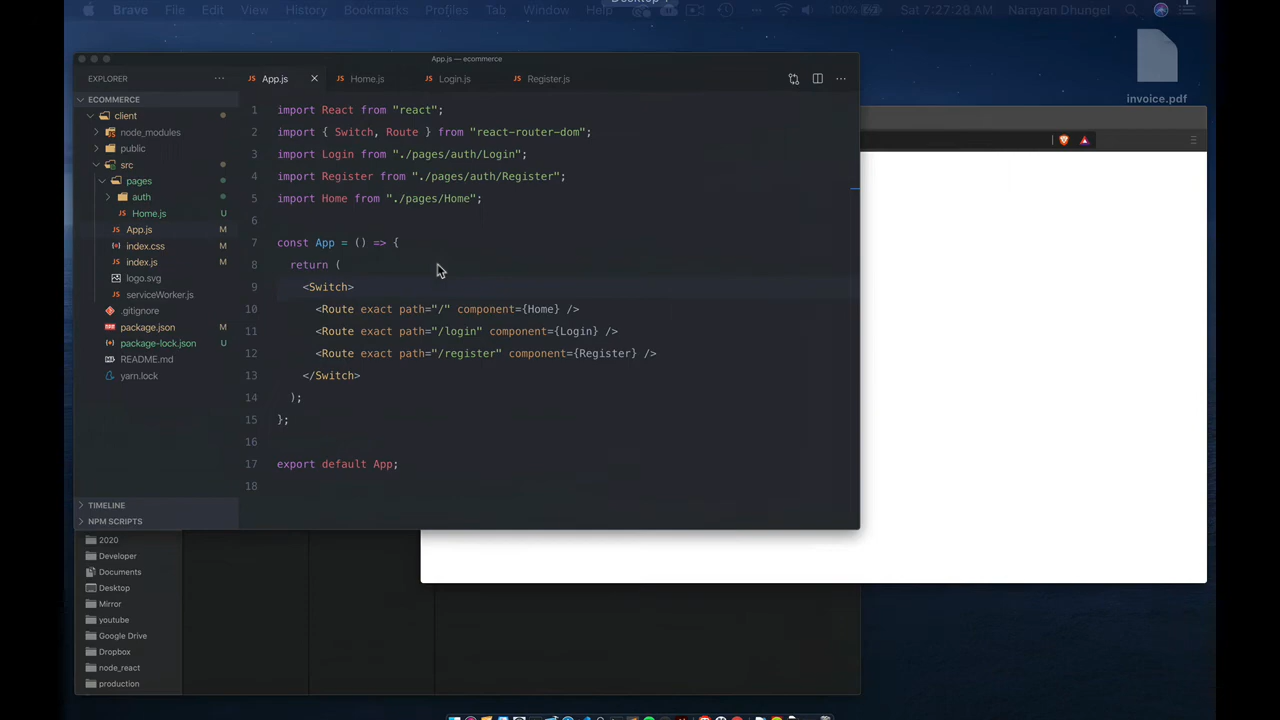 Desktop 1
Brave File Edit View History Bookmarks Profiles Tab Window Help 100% Sat 7:27:28 AM Narayan Dhungel
invoice.pdf
App.js — ecommerce
EXPLORER
App.js
Home.js
Login.js
Register.js
ECOMMERCE
client
node_modules
public
src
pages
auth
Home.js U
App.js M
index.css M
index.js M
logo.svg
serviceWorker.js
.gitignore
package.json M
package-lock.json U
README.md
yarn.lock
TIMELINE
NPM SCRIPTS
1 import React from "react";
2 import { Switch, Route } from "react-router-dom";
3 import Login from "./pages/auth/Login";
4 import Register from "./pages/auth/Register";
5 import Home from "./pages/Home";
6
7 const App = () => {
8 return (
9 <Switch>
10 <Route exact path="/" component={Home} />
11 <Route exact path="/login" component={Login} />
12 <Route exact path="/register" component={Register} />
13 </Switch>
14 );
15 };
16
17 export default App;
18
2020
Developer
Documents
Desktop
Mirror
youtube
Google Drive
Dropbox
node_react
production